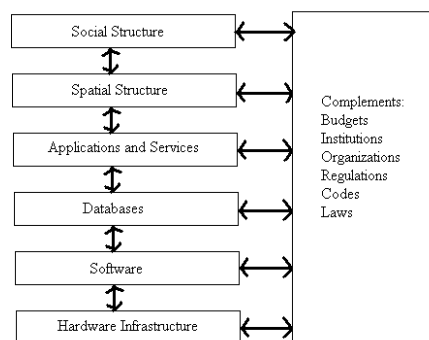 Social Structure
Spatial Structure
Applications and Services
Databases
Software
Hardware Infrastructure
Complements:
Budgets
Institutions
Organizations
Regulations
Codes
Laws